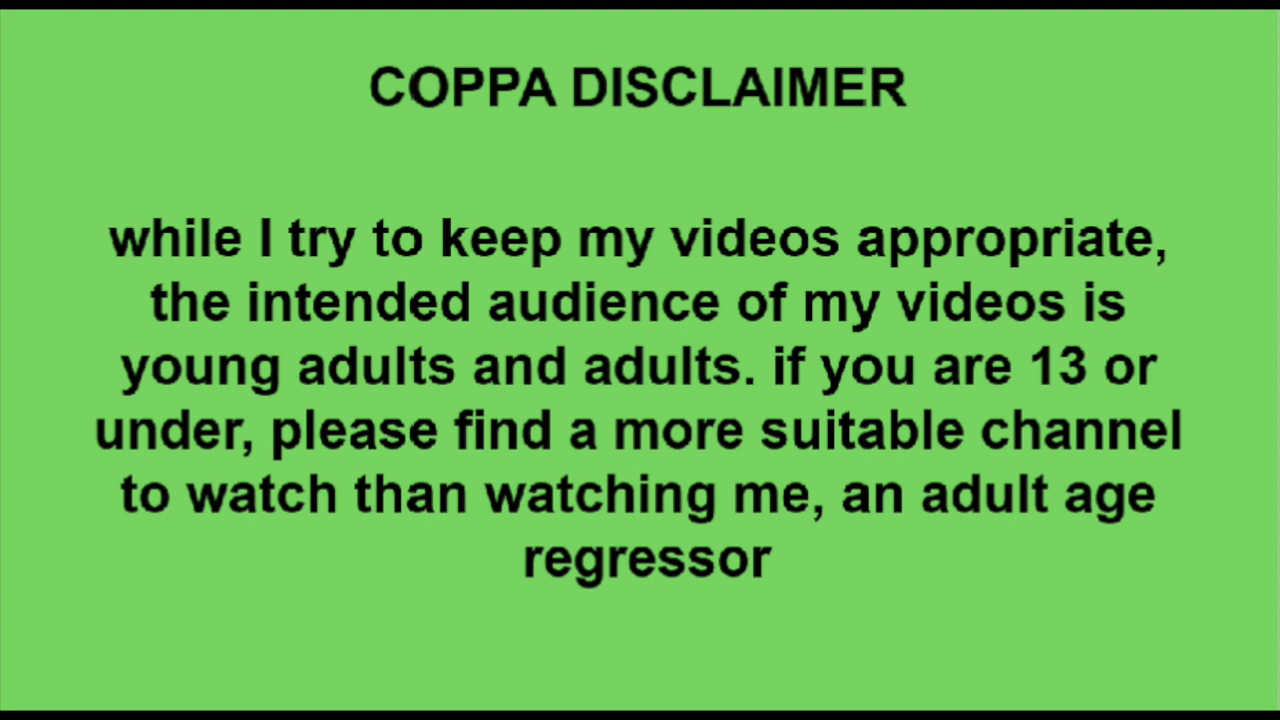 COPPA DISCLAIMER
while I try to keep my videos appropriate,
the intended audience of my videos is
young adults and adults. if you are 13 or
under, please find a more suitable channel
to watch than watching me, an adult age
regressor